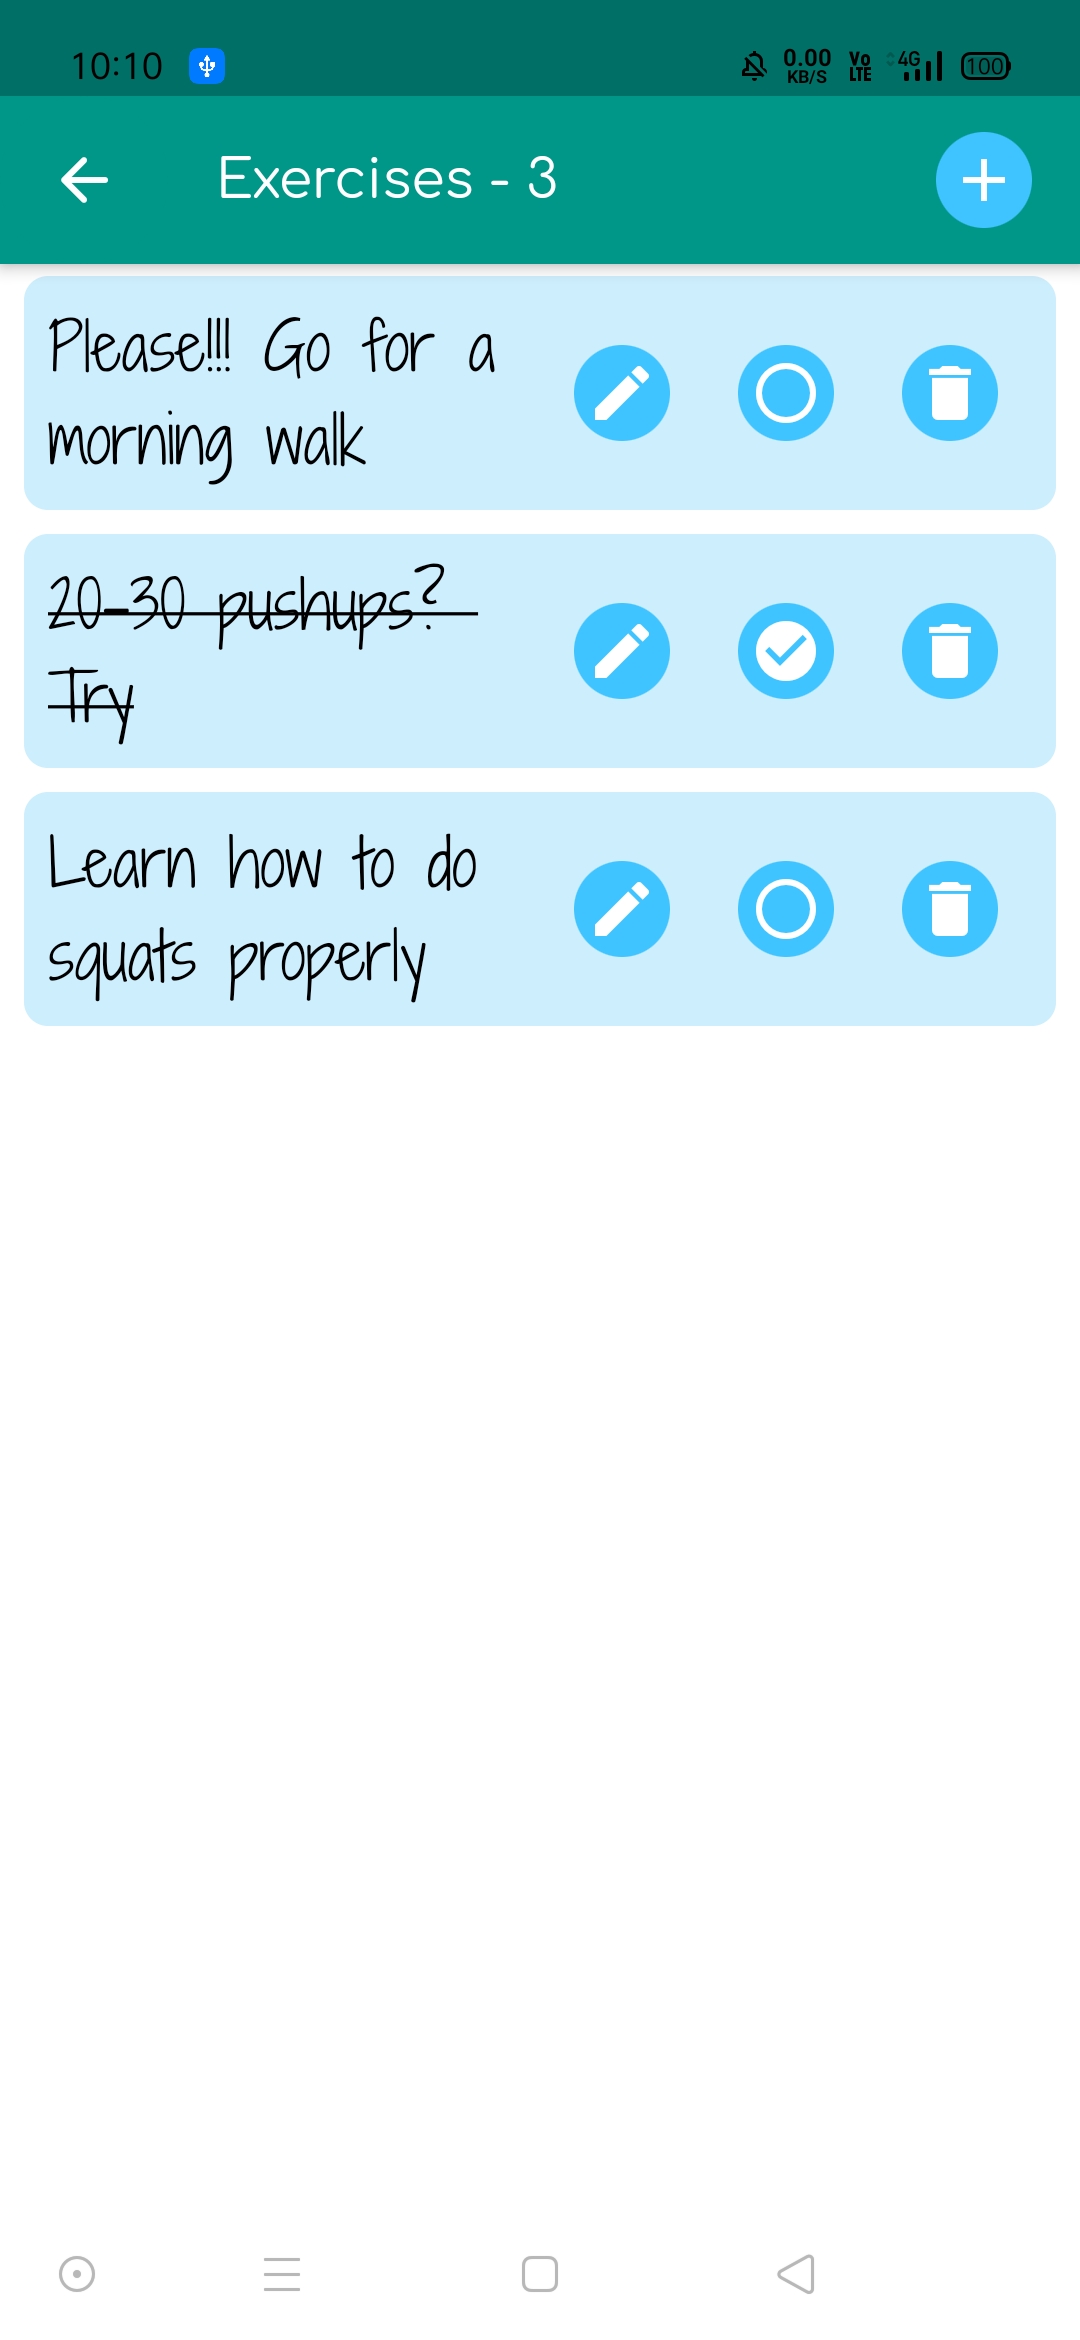 10:10 0.00 KB/S Vo LTE 4G 100
Exercises - 3
Please!!! Go for a
morning walk
20-30 pushups?
Try
Learn how to do
squats properly